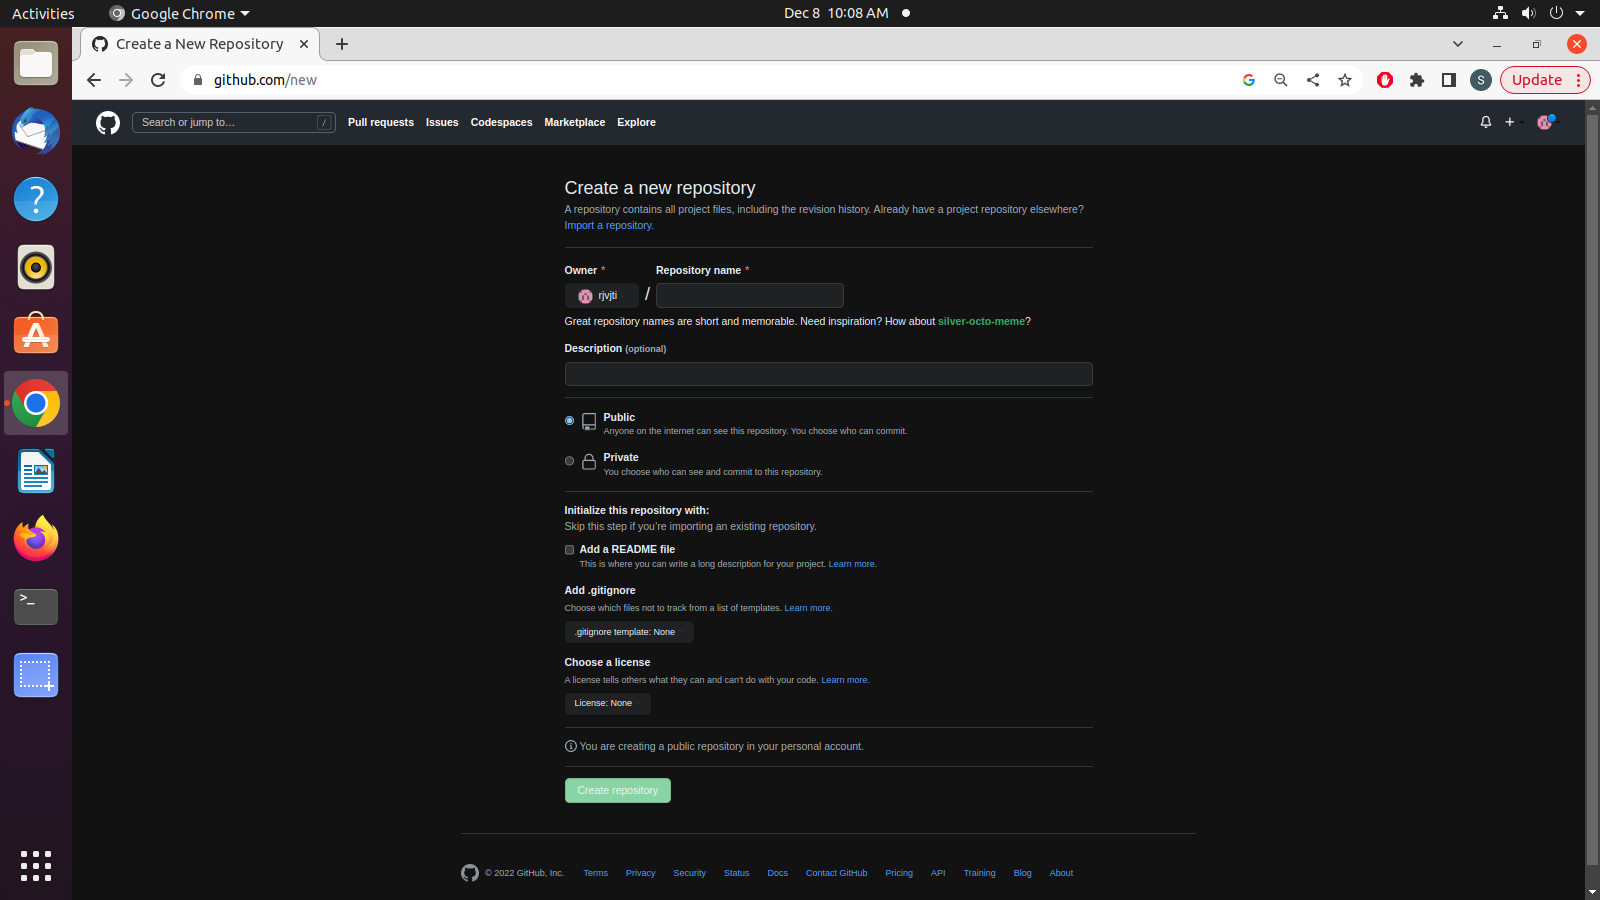 Activities
Google Chrome
Dec 8 10:08 AM
Create a New Repository
github.com/new
S
Update
Search or jump to…
/
Pull requests
Issues
Codespaces
Marketplace
Explore
Create a new repository
A repository contains all project files, including the revision history. Already have a project repository elsewhere?
Import a repository.
Owner *
Repository name *
rjvjti
/
Great repository names are short and memorable. Need inspiration? How about silver-octo-meme?
Description (optional)
Public
Anyone on the internet can see this repository. You choose who can commit.
Private
You choose who can see and commit to this repository.
Initialize this repository with:
Skip this step if you're importing an existing repository.
Add a README file
This is where you can write a long description for your project. Learn more.
Add .gitignore
Choose which files not to track from a list of templates. Learn more.
.gitignore template: None
Choose a license
A license tells others what they can and can't do with your code. Learn more.
License: None
You are creating a public repository in your personal account.
Create repository
© 2022 GitHub, Inc.
Terms
Privacy
Security
Status
Docs
Contact GitHub
Pricing
API
Training
Blog
About